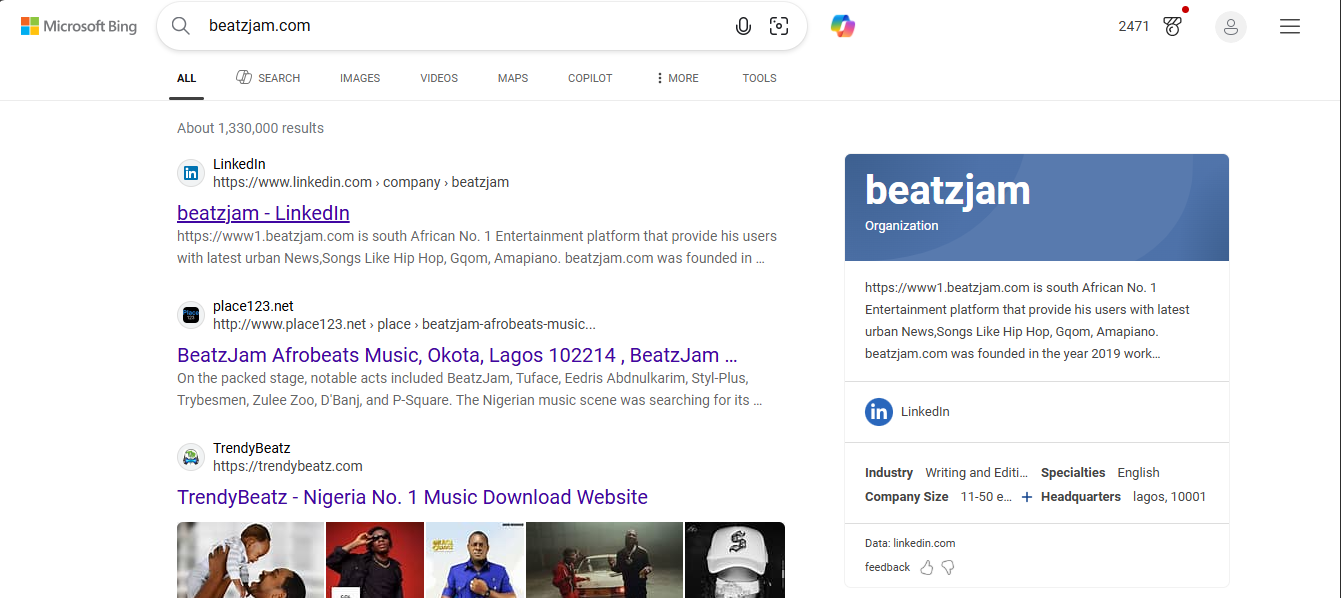 Microsoft Bing
beatzjam.com
2471
ALL SEARCH IMAGES VIDEOS MAPS COPILOT MORE TOOLS
About 1,330,000 results
LinkedIn
https://www.linkedin.com › company › beatzjam
beatzjam - LinkedIn
https://www1.beatzjam.com is south African No. 1 Entertainment platform that provide his users
with latest urban News,Songs Like Hip Hop, Gqom, Amapiano. beatzjam.com was founded in …
place123.net
http://www.place123.net › place › beatzjam-afrobeats-music...
BeatzJam Afrobeats Music, Okota, Lagos 102214 , BeatzJam …
On the packed stage, notable acts included BeatzJam, Tuface, Eedris Abdnulkarim, Styl-Plus,
Trybesmen, Zulee Zoo, D'Banj, and P-Square. The Nigerian music scene was searching for its …
TrendyBeatz
https://trendybeatz.com
TrendyBeatz - Nigeria No. 1 Music Download Website
beatzjam
Organization
https://www1.beatzjam.com is south African No. 1
Entertainment platform that provide his users with latest
urban News,Songs Like Hip Hop, Gqom, Amapiano.
beatzjam.com was founded in the year 2019 work…
LinkedIn
Industry Writing and Editi… Specialties English
Company Size 11-50 e… + Headquarters lagos, 10001
Data: linkedin.com
feedback